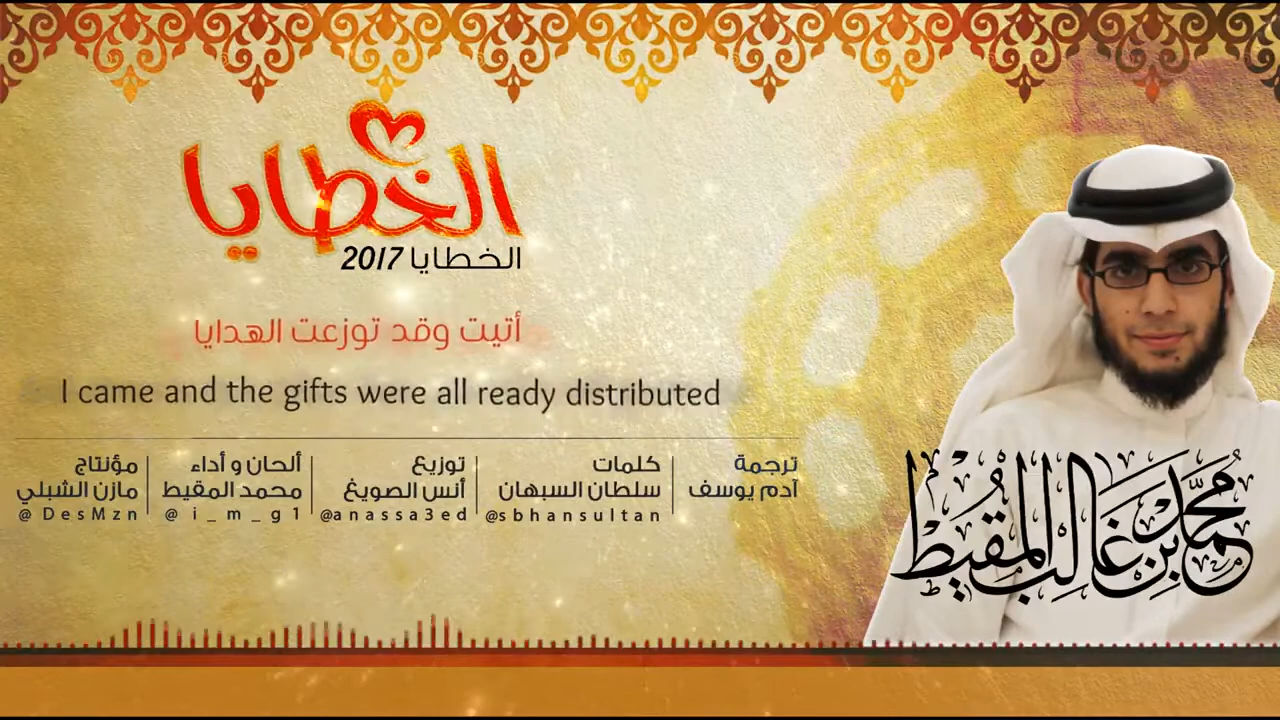 الخطايا
الخطايا 2017
أتيت وقد توزعت الهدايا
I came and the gifts were all ready distributed
ترجمة
آدم يوسف
كلمات
سلطان السبهان
@sbhansultan
توزيع
أنس الصويغ
@anassa3ed
ألحان و أداء
محمد المقيط
@i_m_g1
مؤنتاج
مازن الشبلي
@DesMzn
محمد بن غالب المقيط